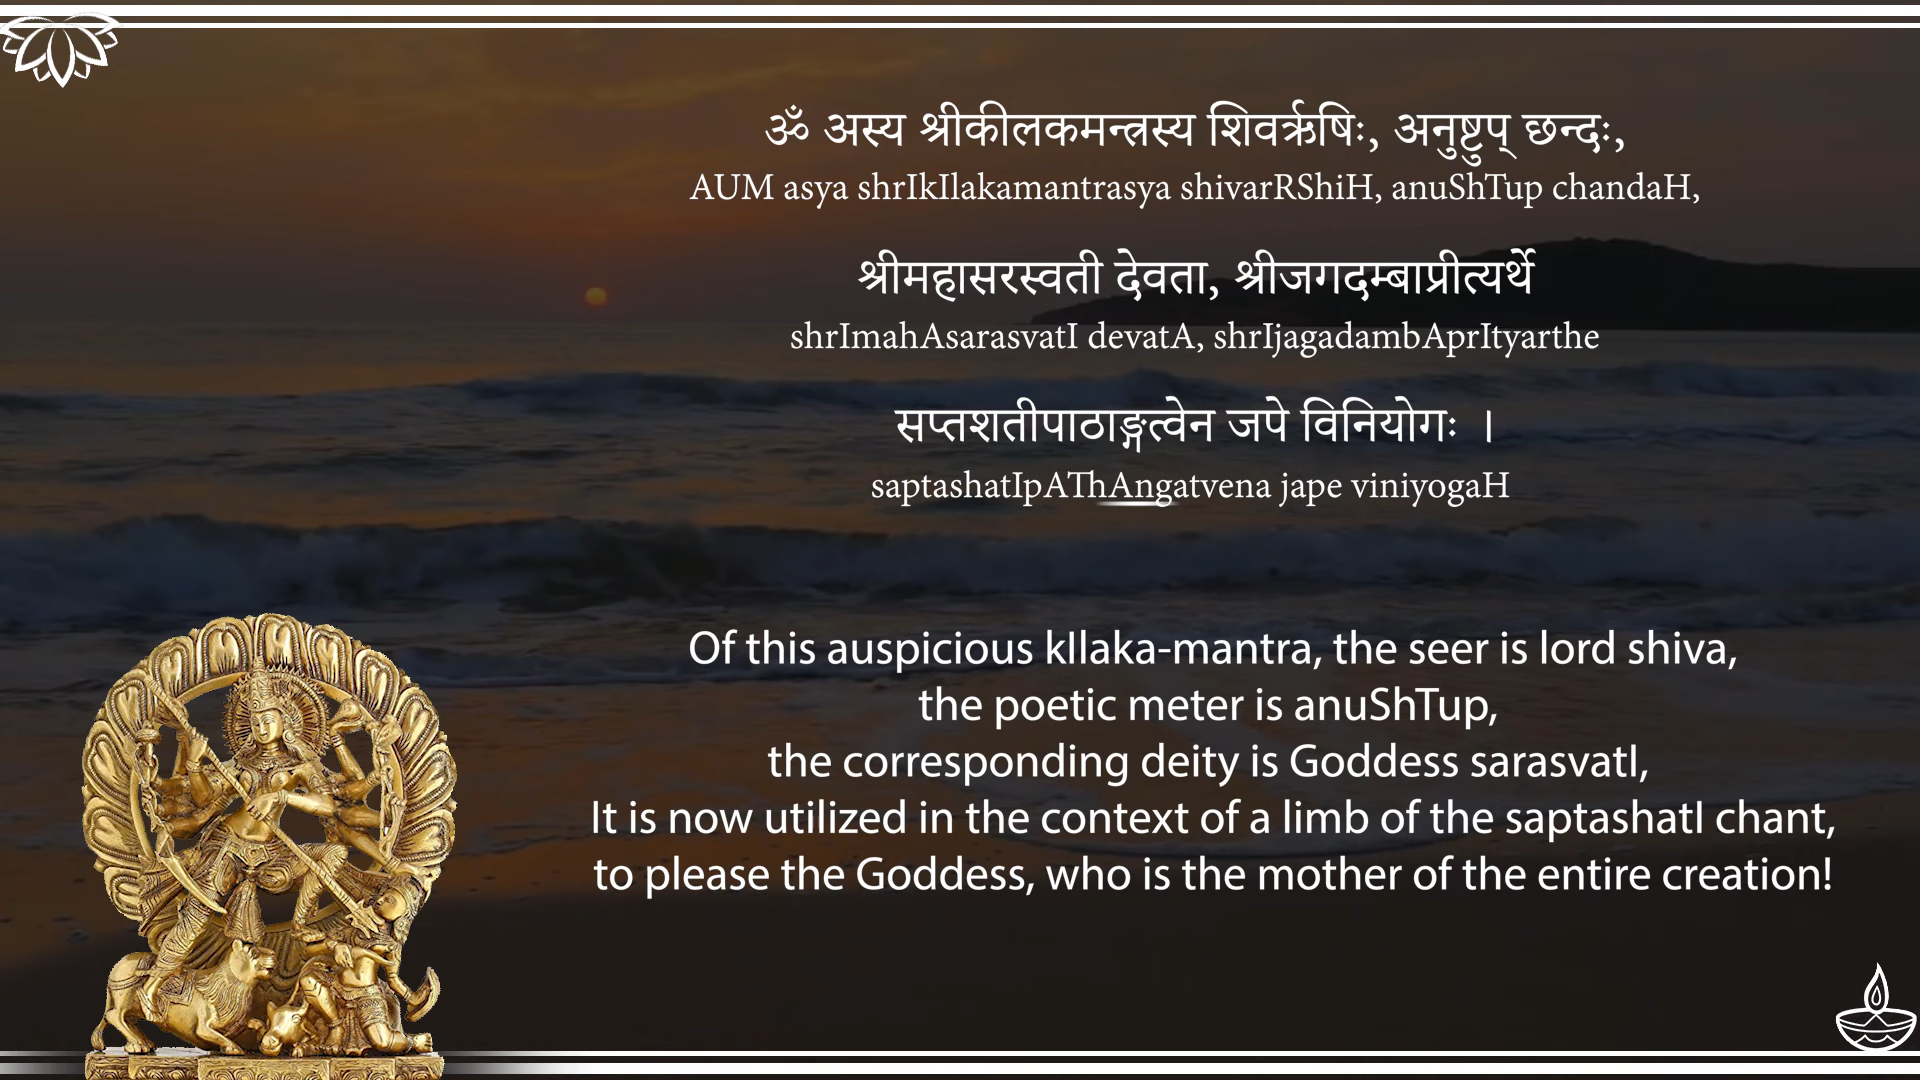 ॐ अस्य श्रीकीलकमन्त्रस्य शिवर्ऋषिः, अनुष्टुप् छन्दः,
AUM asya shrIkIlakamantrasya shivarRShiH, anuShTup chandaH,
श्रीमहासरस्वती देवता, श्रीजगदम्बाप्रीत्यर्थे
shrImahAsarasvatI devatA, shrIjagadambAprItyarthe
सप्तशतीपाठाङ्गत्वेन जपे विनियोगः ।
saptashatIpAThAngatvena jape viniyogaH
Of this auspicious kIlaka-mantra, the seer is lord shiva,
the poetic meter is anuShTup,
the corresponding deity is Goddess sarasvatI,
It is now utilized in the context of a limb of the saptashatI chant,
to please the Goddess, who is the mother of the entire creation!